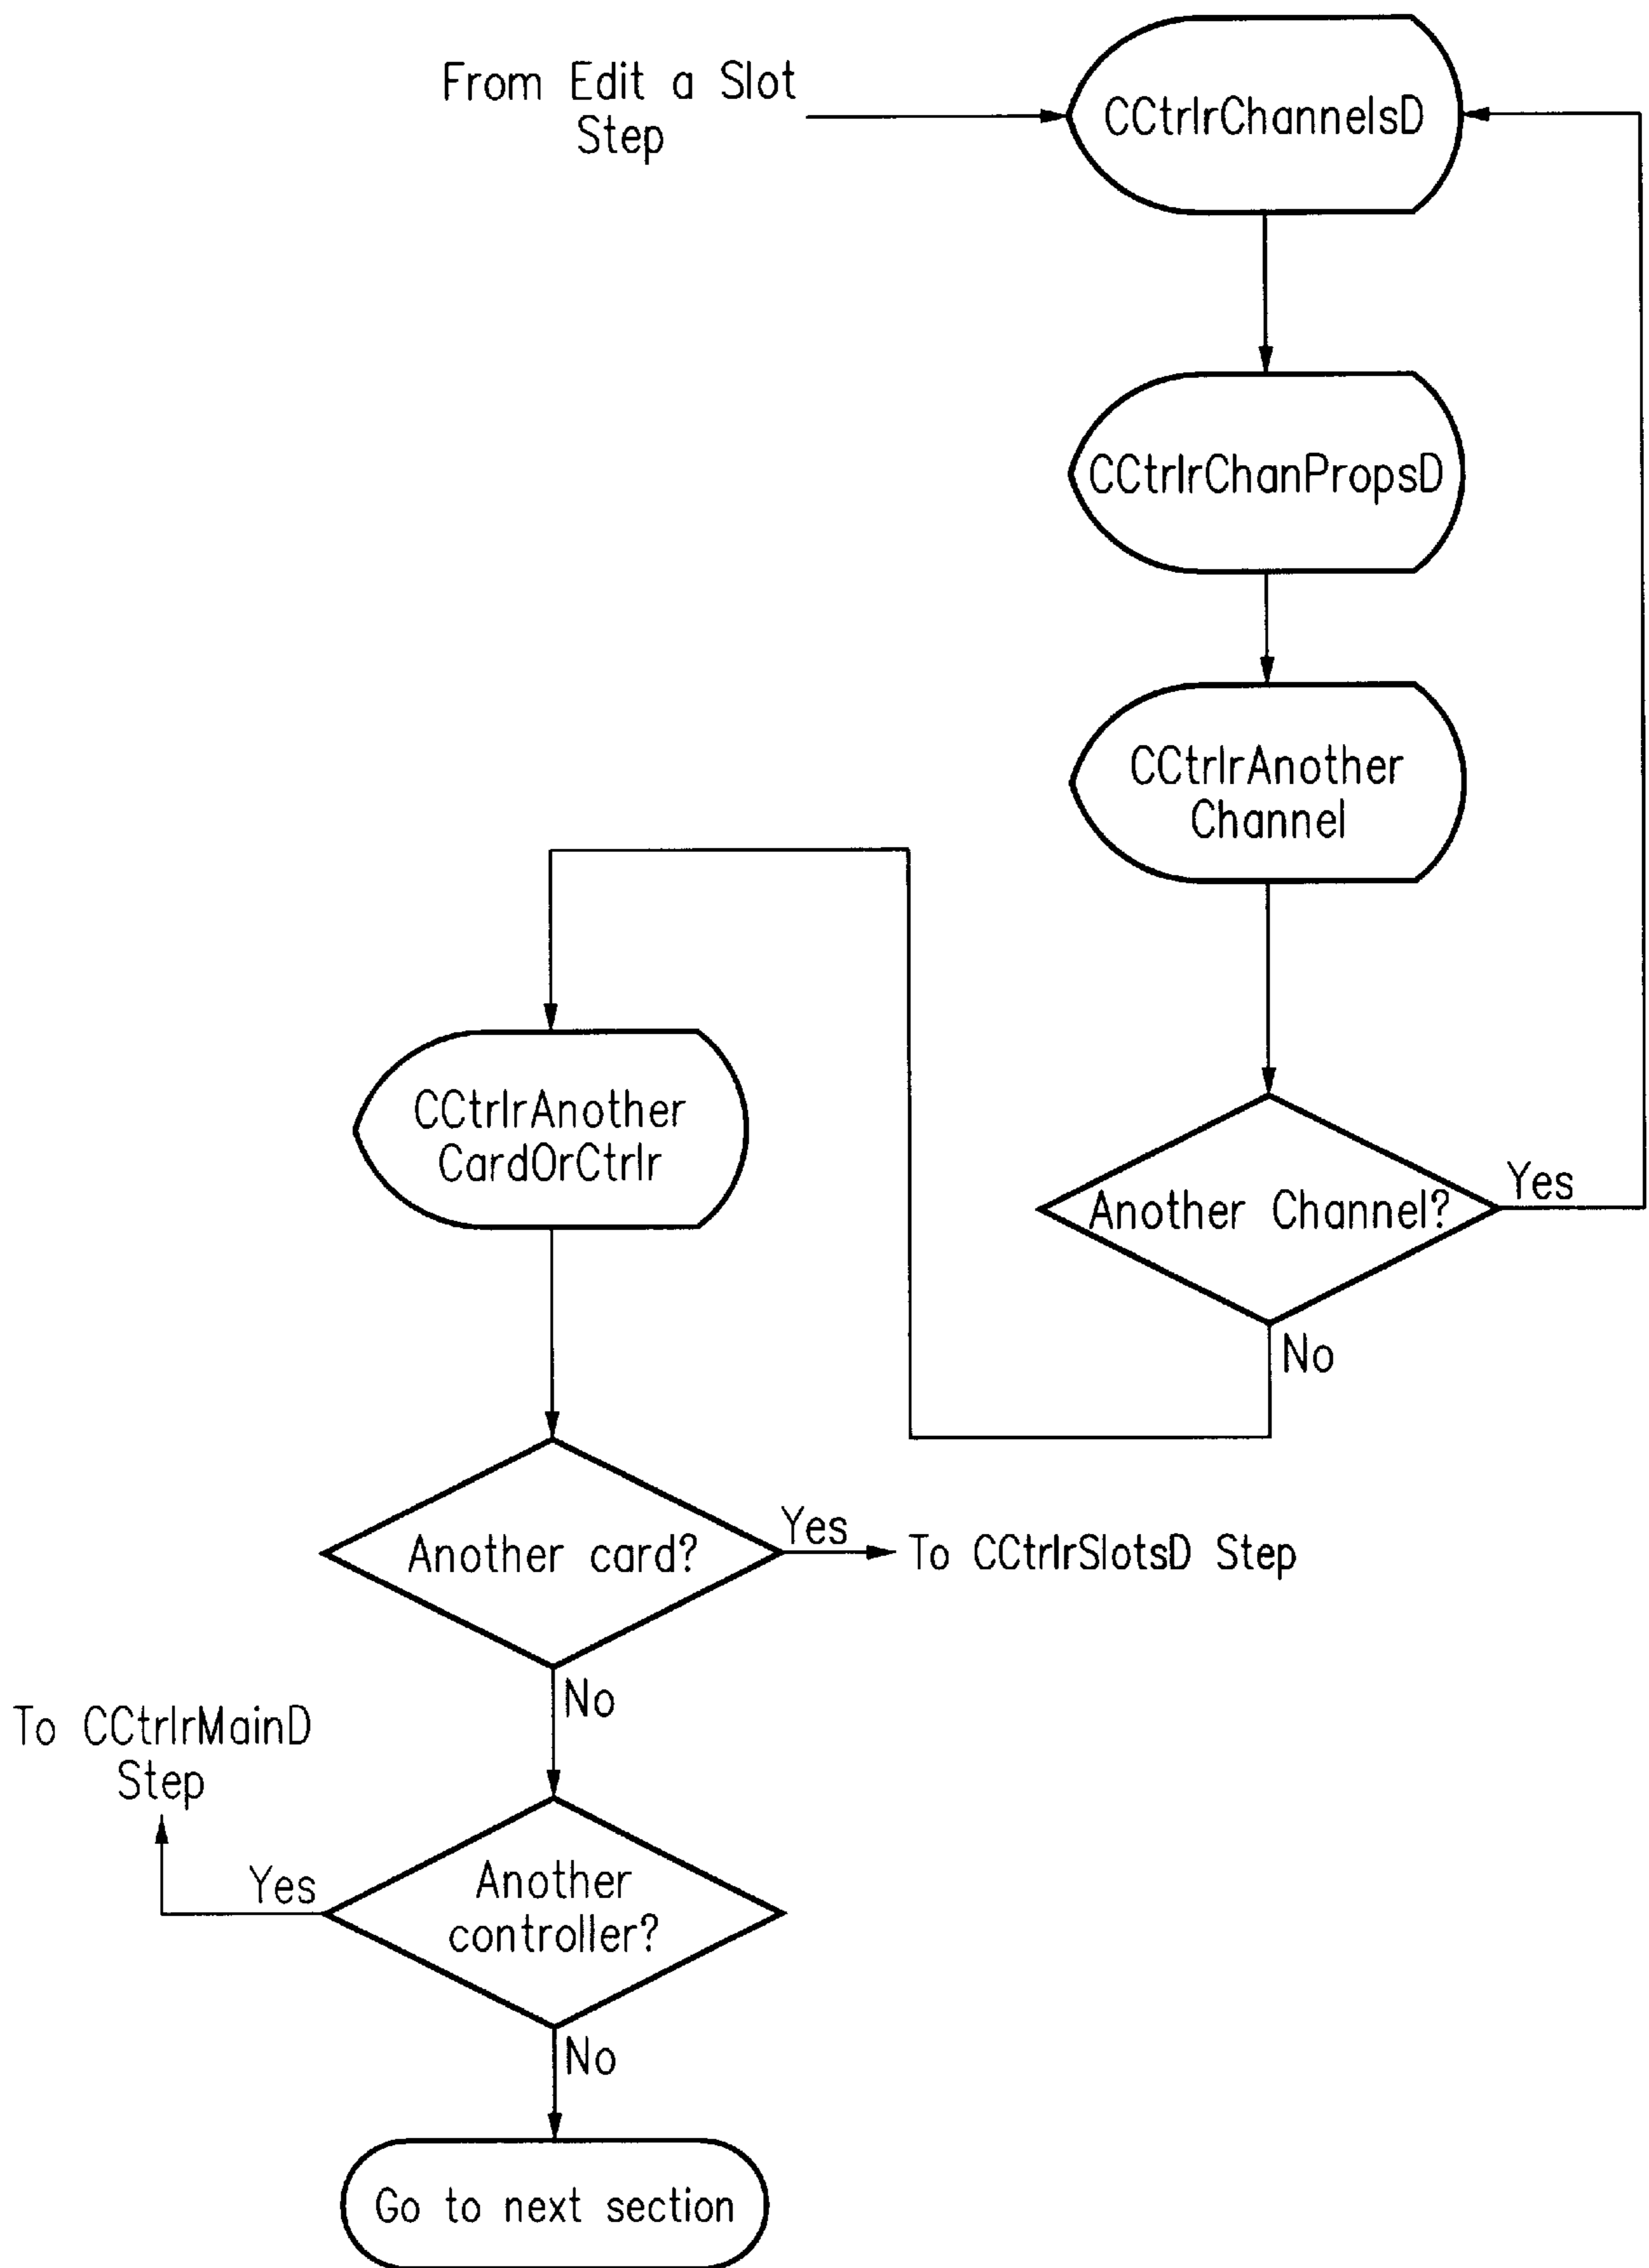 From Edit a Slot
Step
CCtrlrChannelsD
CCtrlrChanPropsD
CCtrlrAnother
Channel
CCtrlrAnother
CardOrCtrlr
Another Channel?
Yes
No
Another card?
Yes
To CCtrlrSlotsD Step
No
To CCtrlrMainD
Step
Yes
Another
controller?
No
Go to next section